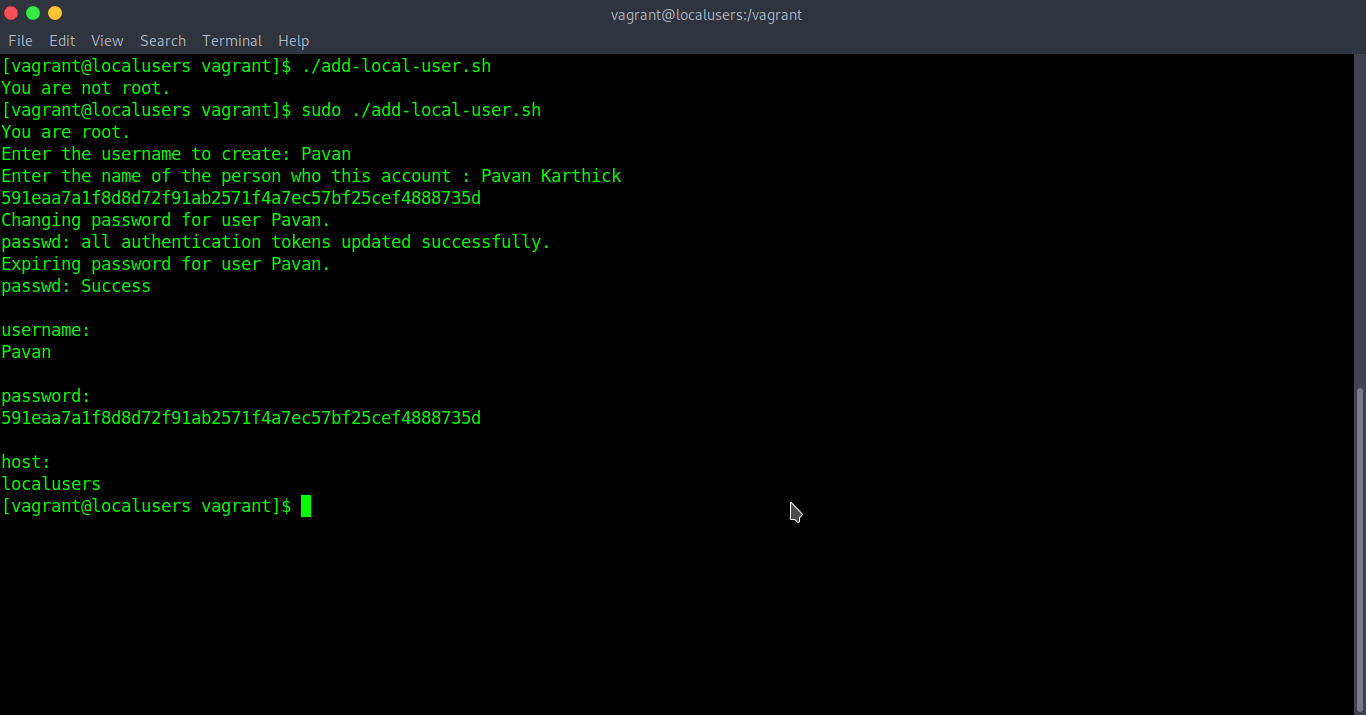 vagrant@localusers:/vagrant
File Edit View Search Terminal Help
[vagrant@localusers vagrant]$ ./add-local-user.sh
You are not root.
[vagrant@localusers vagrant]$ sudo ./add-local-user.sh
You are root.
Enter the username to create: Pavan
Enter the name of the person who this account : Pavan Karthick
591eaa7a1f8d8d72f91ab2571f4a7ec57bf25cef4888735d
Changing password for user Pavan.
passwd: all authentication tokens updated successfully.
Expiring password for user Pavan.
passwd: Success
username:
Pavan
password:
591eaa7a1f8d8d72f91ab2571f4a7ec57bf25cef4888735d
host:
localusers
[vagrant@localusers vagrant]$